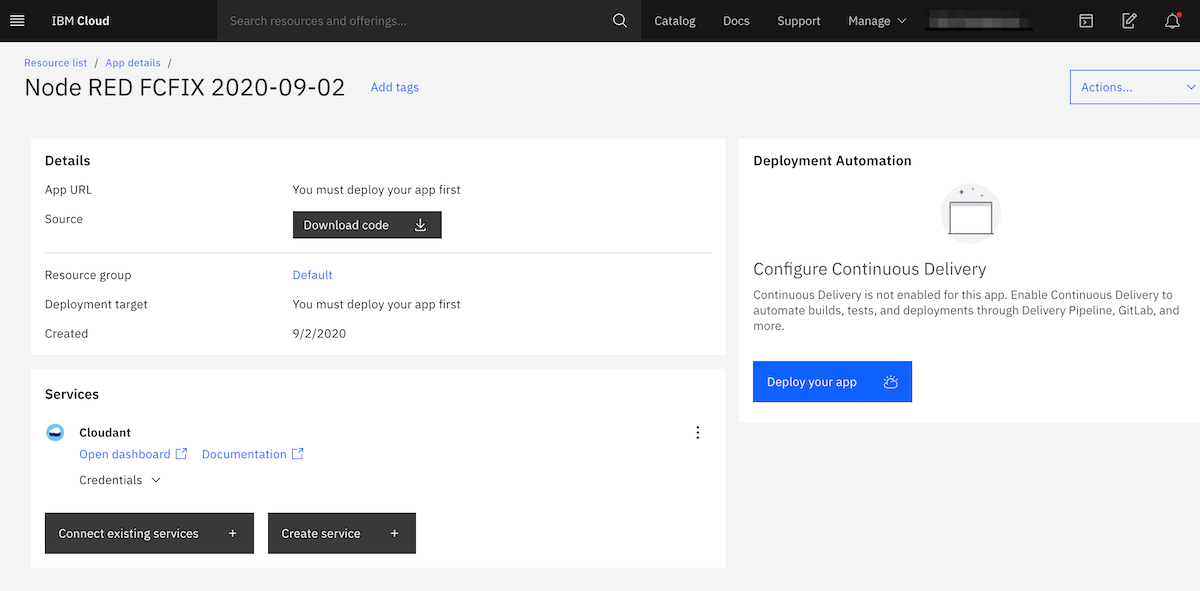 IBM Cloud
Search resources and offerings...
Catalog
Docs
Support
Manage
Resource list / App details /
Node RED FCFIX 2020-09-02
Add tags
Actions...
Details
App URL
You must deploy your app first
Source
Download code
Resource group
Default
Deployment target
You must deploy your app first
Created
9/2/2020
Services
Cloudant
Open dashboard
Documentation
Credentials
Connect existing services +
Create service +
Deployment Automation
Configure Continuous Delivery
Continuous Delivery is not enabled for this app. Enable Continuous Delivery to
automate builds, tests, and deployments through Delivery Pipeline, GitLab, and
more.
Deploy your app